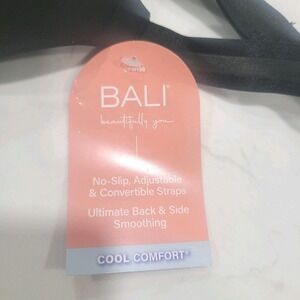 BALI®
beautifully you.
No-Slip, Adjustable
& Convertible Straps
Ultimate Back & Side
Smoothing
COOL COMFORT®